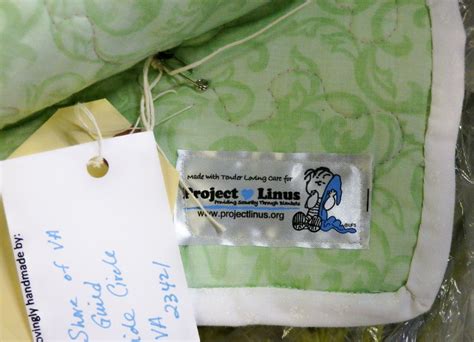 Made with Tender Loving Care for
Project Linus
Providing Security Through Blankets
www.projectlinus.org
ovingly handmade by:
Shore of VA
Guild
ide Circle
VA 23421